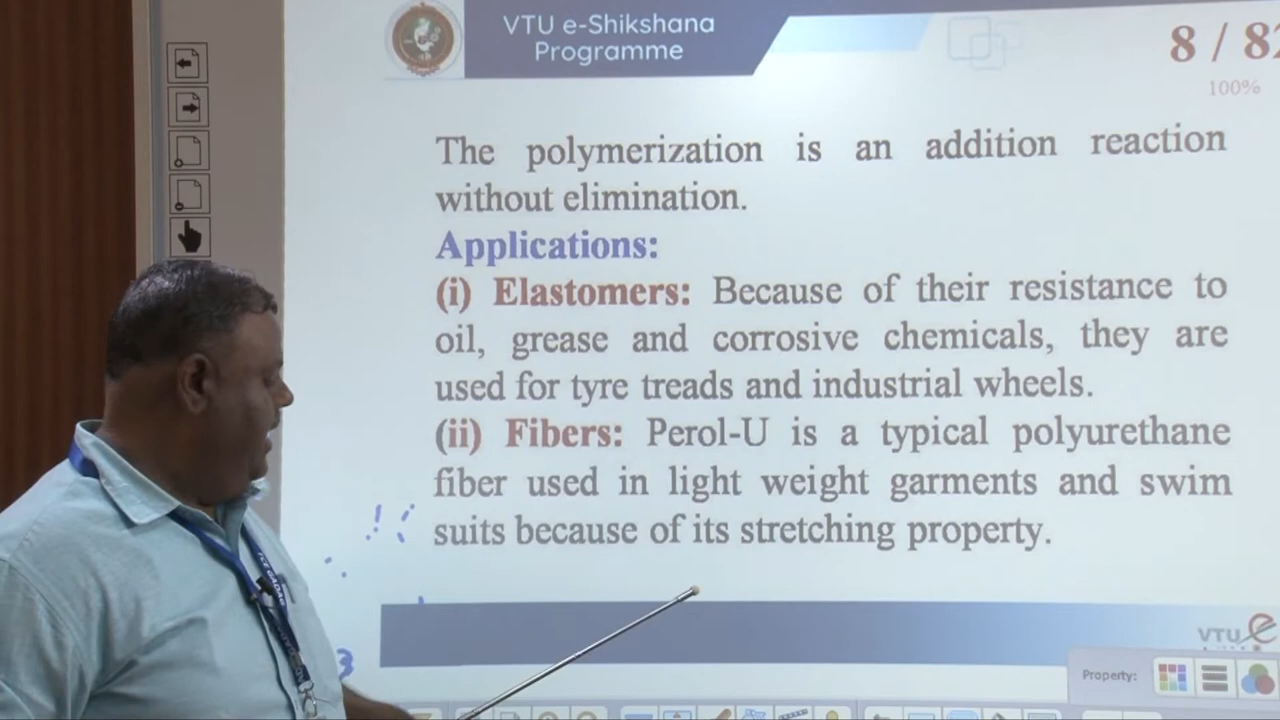 VTU e-Shikshana
Programme
8 / 82
100%
The polymerization is an addition reaction
without elimination.
Applications:
(i) Elastomers: Because of their resistance to
oil, grease and corrosive chemicals, they are
used for tyre treads and industrial wheels.
(ii) Fibers: Perol-U is a typical polyurethane
fiber used in light weight garments and swim
suits because of its stretching property.
VTU e
Property: